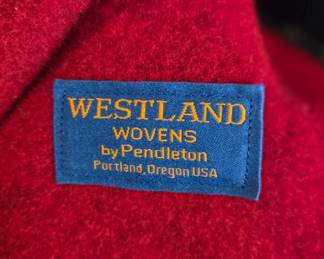 WESTLAND
WOVENS
by Pendleton
Portland, Oregon USA